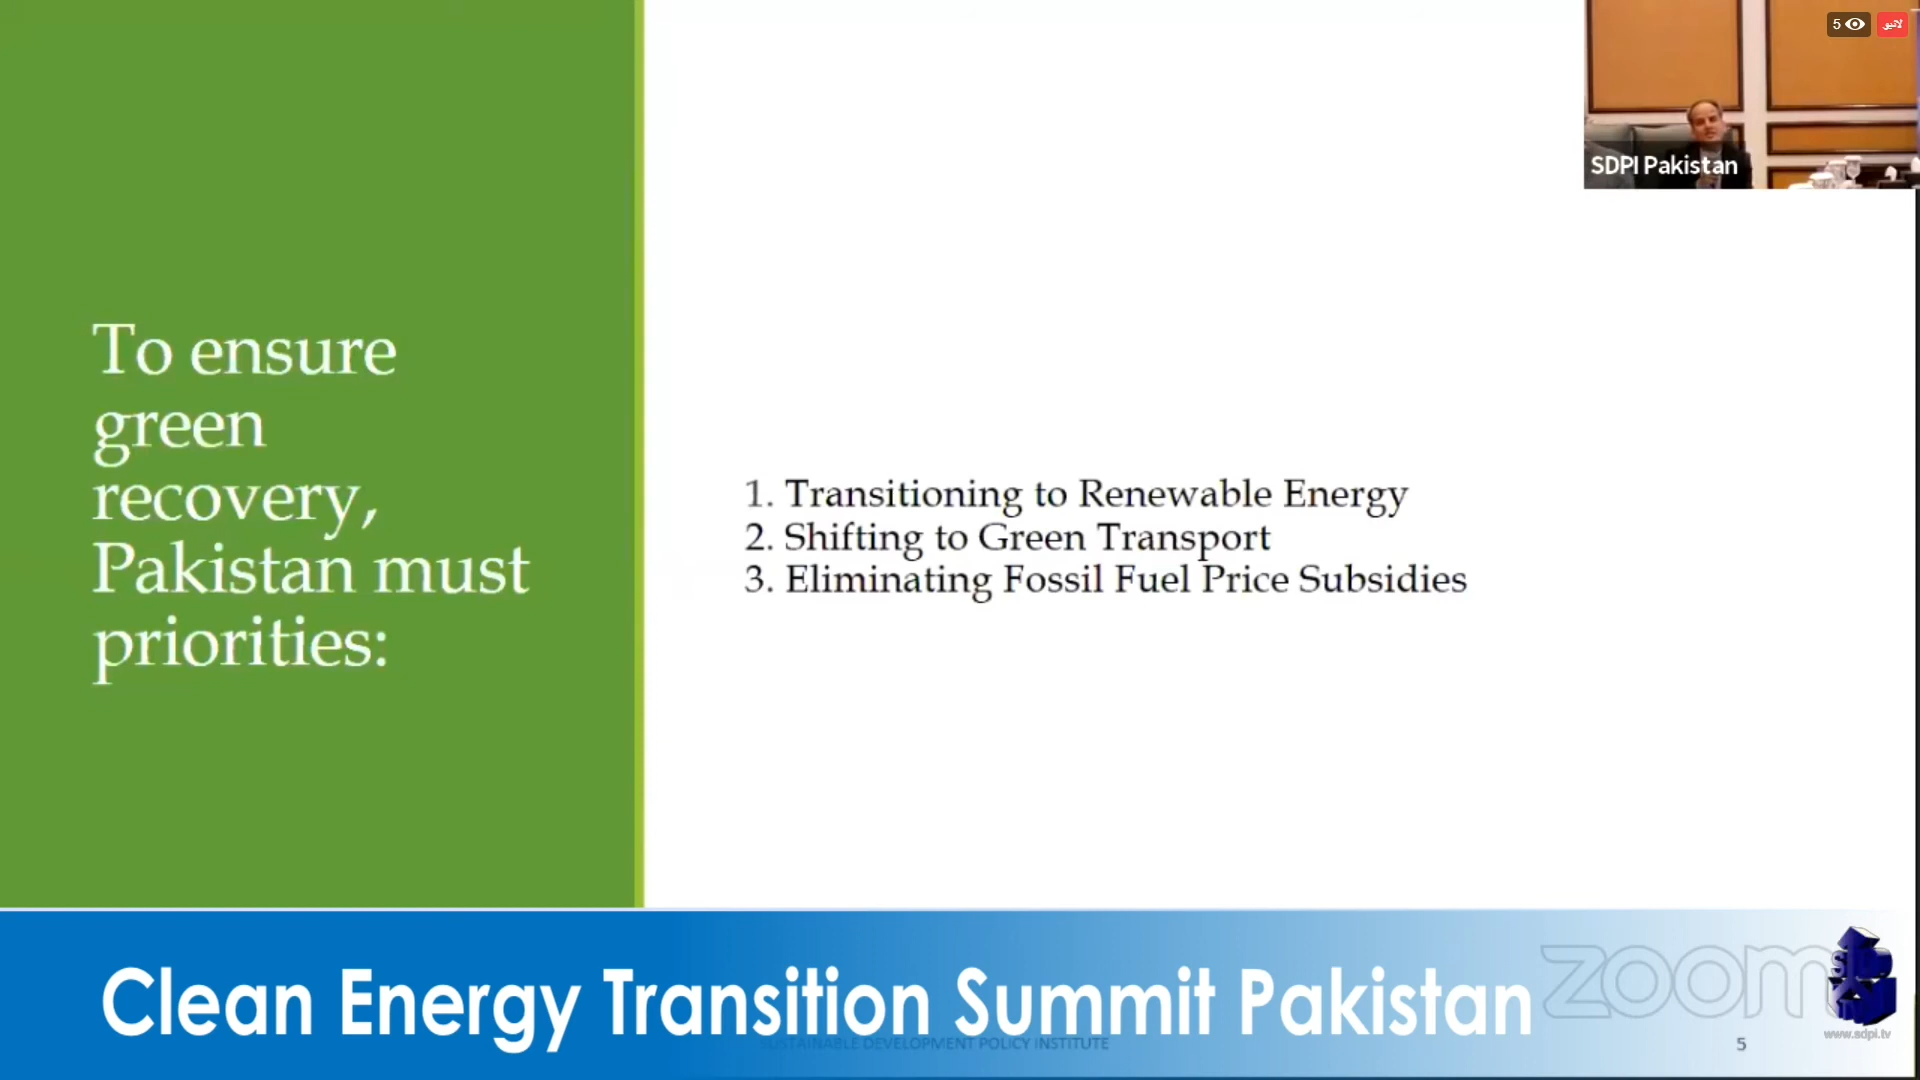 5
لائیو
SDPI Pakistan
To ensure
green
recovery,
Pakistan must
priorities:
1. Transitioning to Renewable Energy
2. Shifting to Green Transport
3. Eliminating Fossil Fuel Price Subsidies
Clean Energy Transition Summit Pakistan
zoom
SUSTAINABLE DEVELOPMENT POLICY INSTITUTE
5
www.sdpi.tv